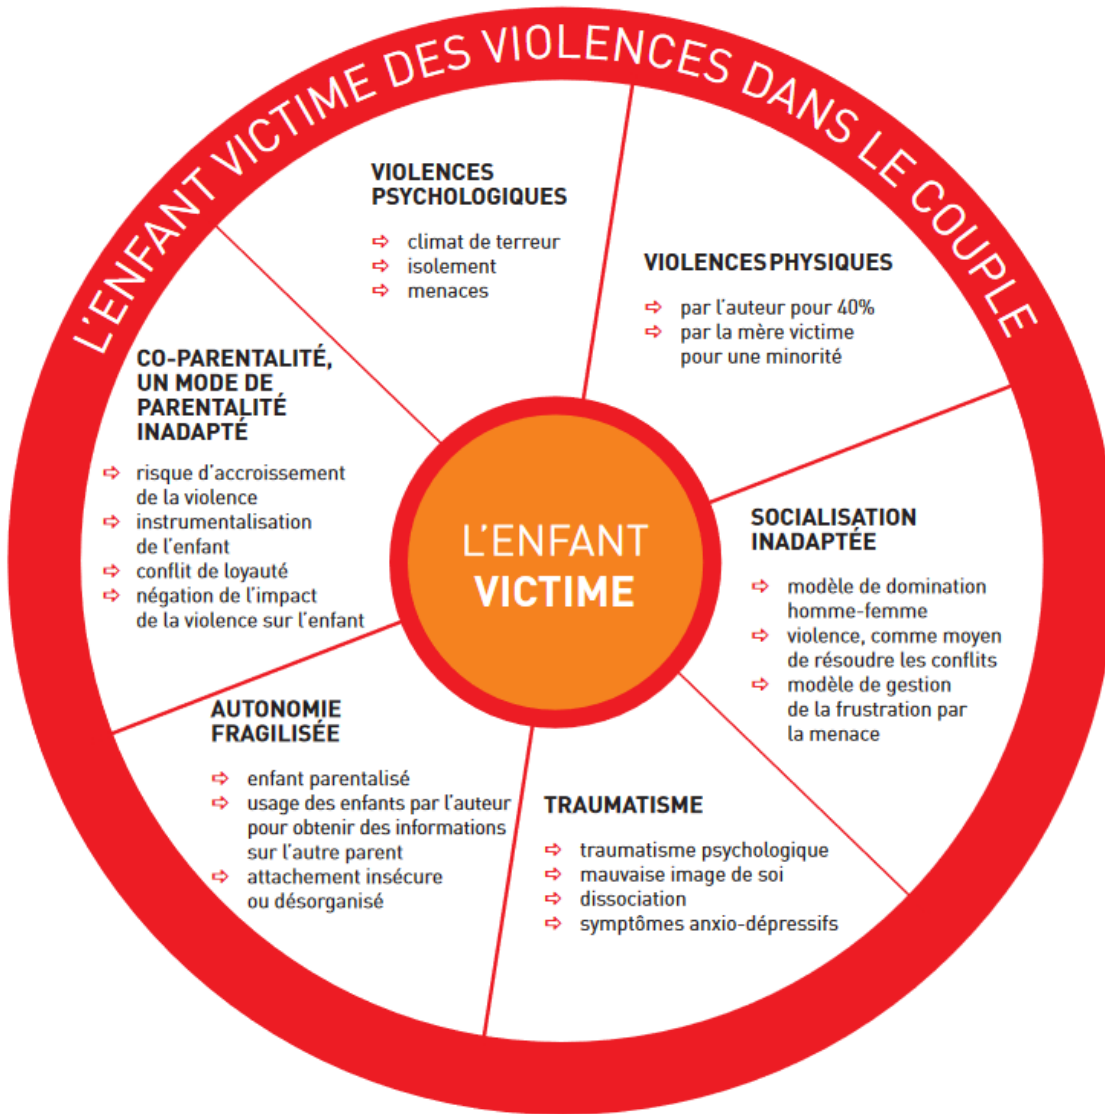 L'ENFANT VICTIME DES VIOLENCES DANS LE COUPLE
VIOLENCES
PSYCHOLOGIQUES
➩ climat de terreur
➩ isolement
➩ menaces
VIOLENCES PHYSIQUES
➩ par l'auteur pour 40%
➩ par la mère victime
pour une minorité
CO-PARENTALITÉ,
UN MODE DE
PARENTALITÉ
INADAPTÉ
➩ risque d'accroissement
de la violence
➩ instrumentalisation
de l'enfant
➩ conflit de loyauté
➩ négation de l'impact
de la violence sur l'enfant
L'ENFANT
VICTIME
SOCIALISATION
INADAPTÉE
➩ modèle de domination
homme-femme
➩ violence, comme moyen
de résoudre les conflits
➩ modèle de gestion
de la frustration par
la menace
AUTONOMIE
FRAGILISÉE
➩ enfant parentalisé
➩ usage des enfants par l'auteur
pour obtenir des informations
sur l'autre parent
➩ attachement insécure
ou désorganisé
TRAUMATISME
➩ traumatisme psychologique
➩ mauvaise image de soi
➩ dissociation
➩ symptômes anxio-dépressifs